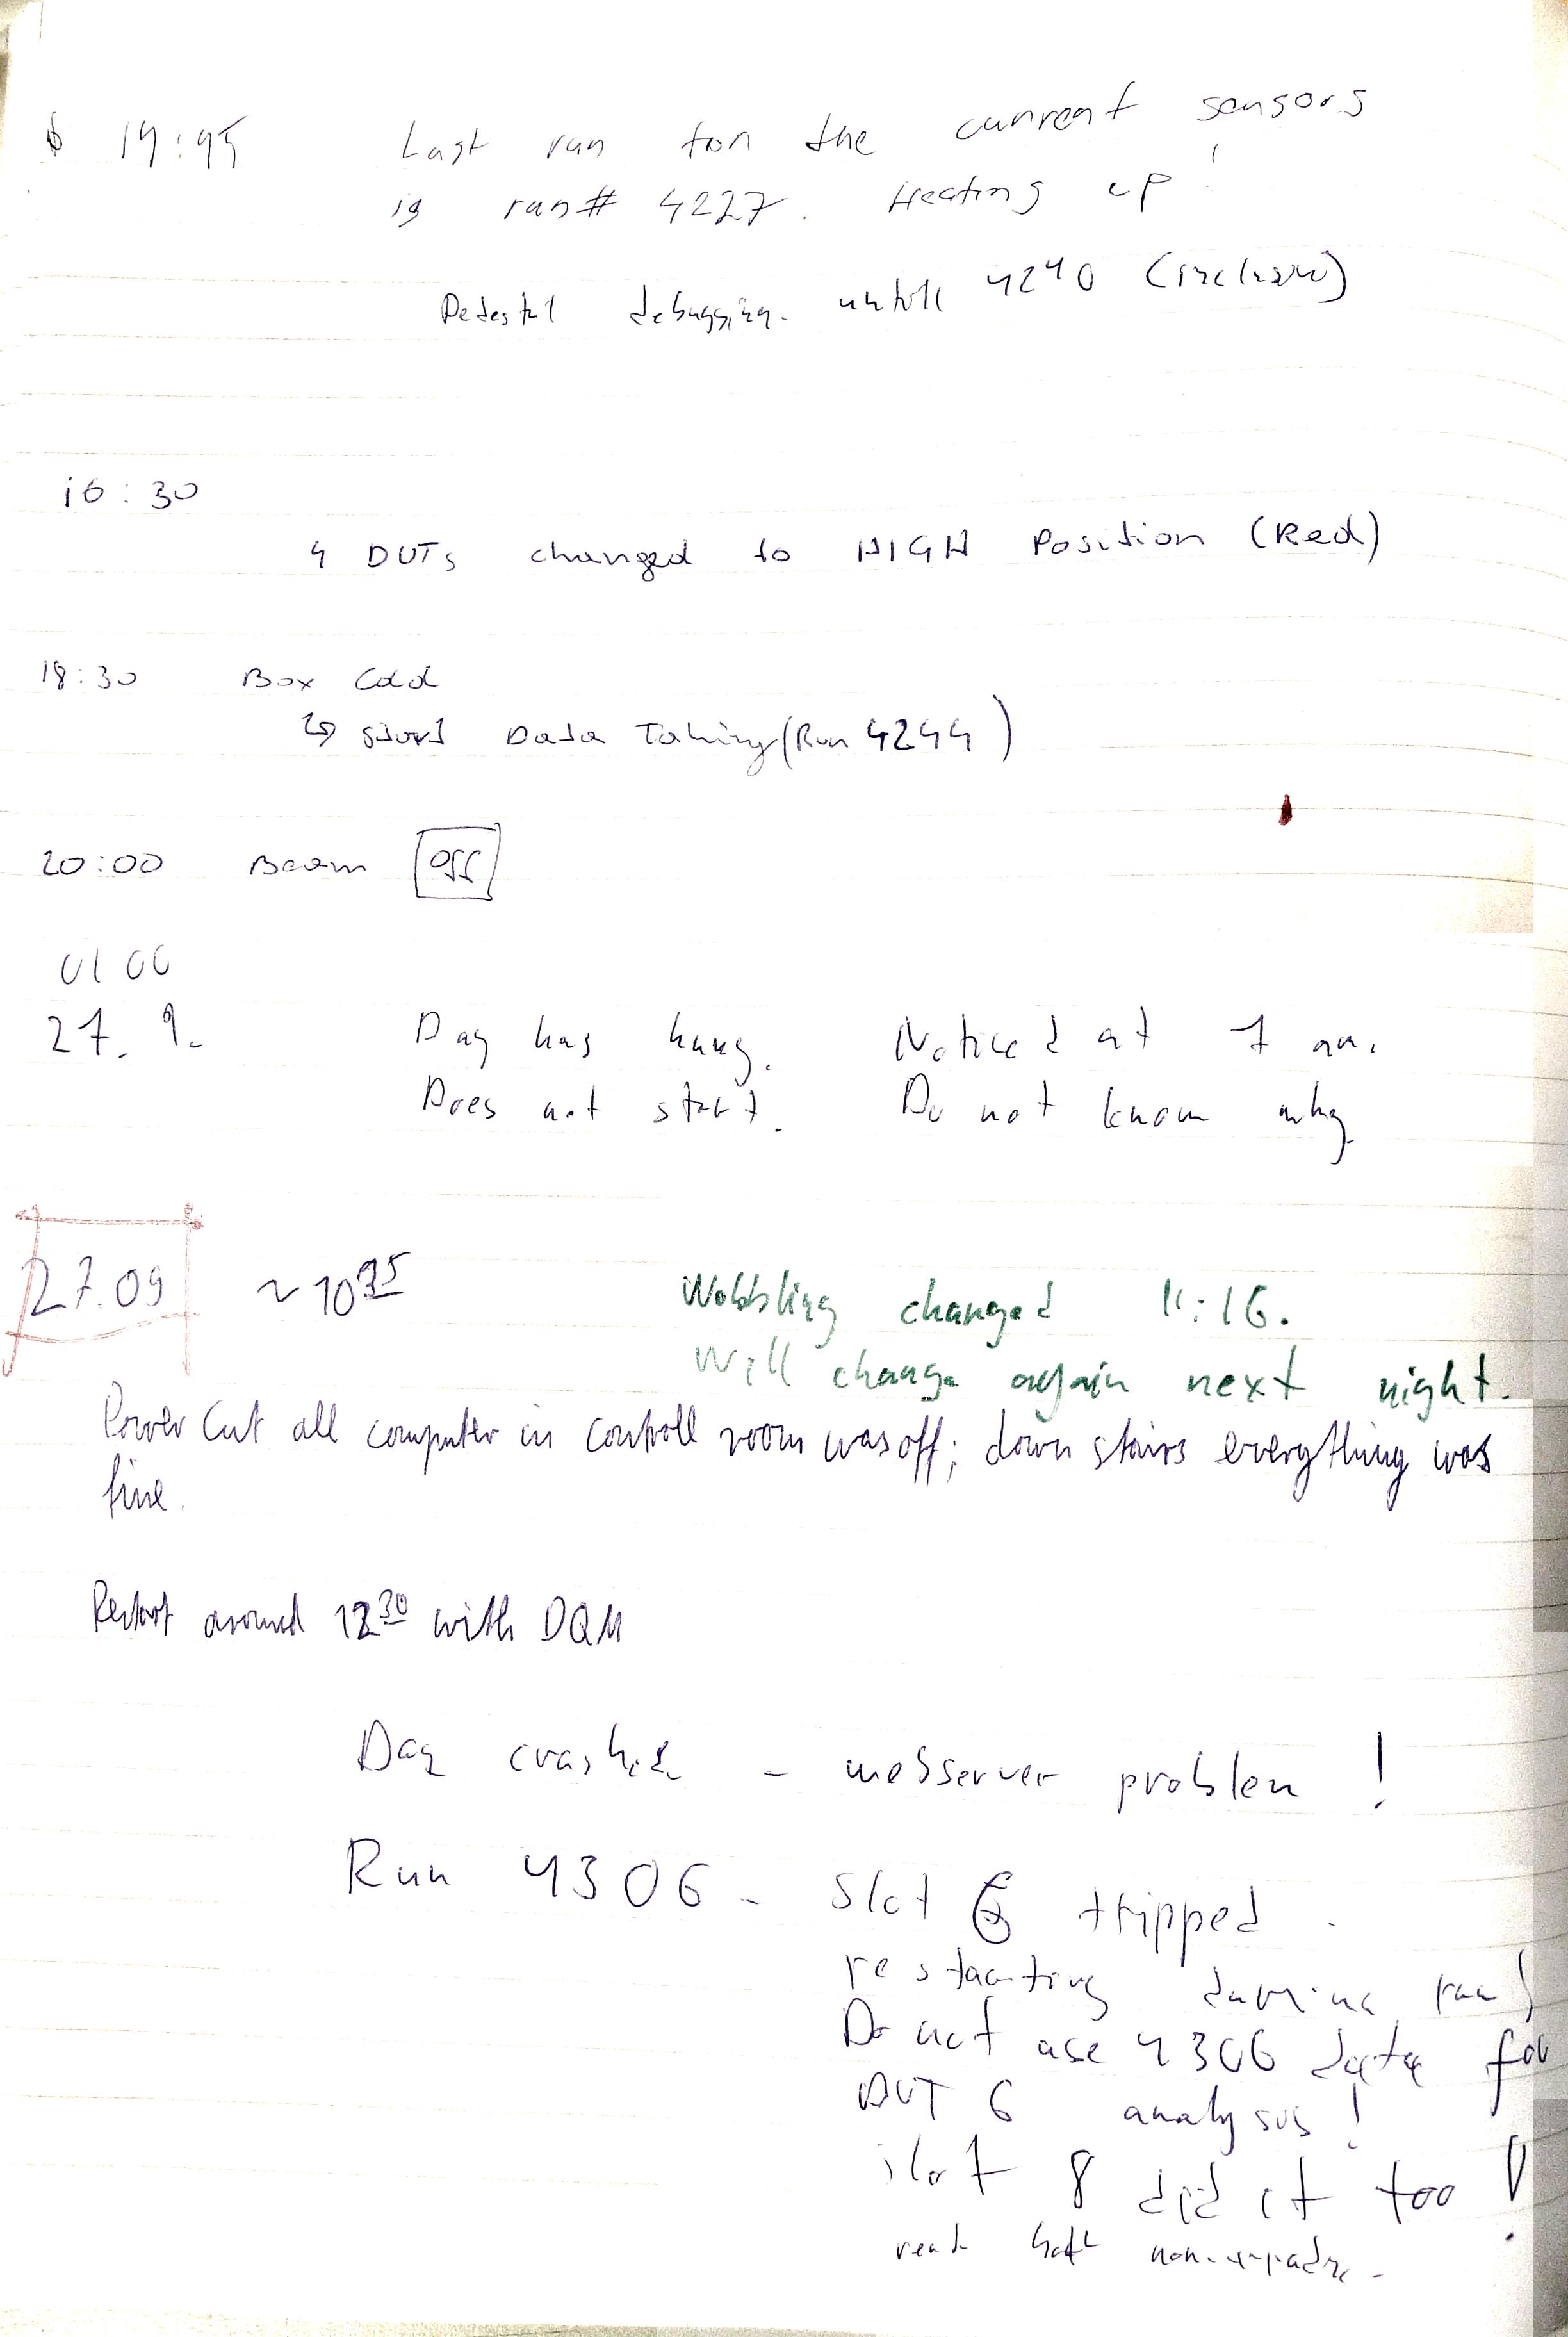 14:45 Last run for the current sensors
is run# 4227. Heating up!
Pedestal debugging untill 4240 (inclusive)
16:30
4 DUTs changed to HIGH Position (Red)
18:30 Box Cold
↳ start Data Taking (Run 4244)
20:00 Beam Off
01 00
27. 9. Daq has hung. Noticed at 7 am.
Does not start. Do not know why
27.09 ~ 10 45
Wobbling changed 11:16.
Will change again next night.
Power Cut all computer in controll room was off; down stairs everything was
fine.
Restart around 12 30 with DQM
Daq crashed - webserver problem!
Run 4306 - Slot 6 tripped
restarting during run!
Do not use 4306 data for
DUT 6 analysis!
slot 8 did it too!